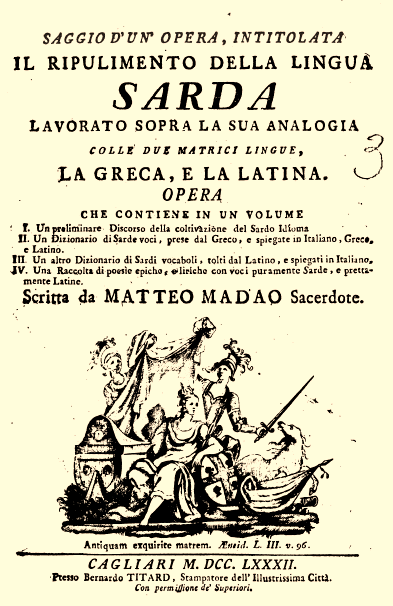 SAGGIO D'UN' OPERA, INTITOLATA
IL RIPULIMENTO DELLA LINGUA
SARDA
LAVORATO SOPRA LA SUA ANALOGIA
COLLE DUE MATRICI LINGUE,
LA GRECA, E LA LATINA.
OPERA
CHE CONTIENE IN UN VOLUME
I. Un preliminare Discorso della coltivazione del Sardo Idioma
II. Un Dizionario di Sarde voci, prese dal Greco, e spiegate in Italiano, Greco,
e Latino.
III. Un altro Dizionario di Sardi vocaboli, tolti dal Latino, e spiegati in Italiano.
IV. Una Raccolta di poesie epiche, e liriche con voci puramente Sarde, e pretta-
mente Latine.
Scritta da MATTEO MADAO Sacerdote.
3
Antiquam exquirite matrem. Æneid. L. III. v. 96.
CAGLIARI M. DCC. LXXXII.
Presso Bernardo TITARD, Stampatore dell' Illustrissima Città.
Con permissione de' Superiori.